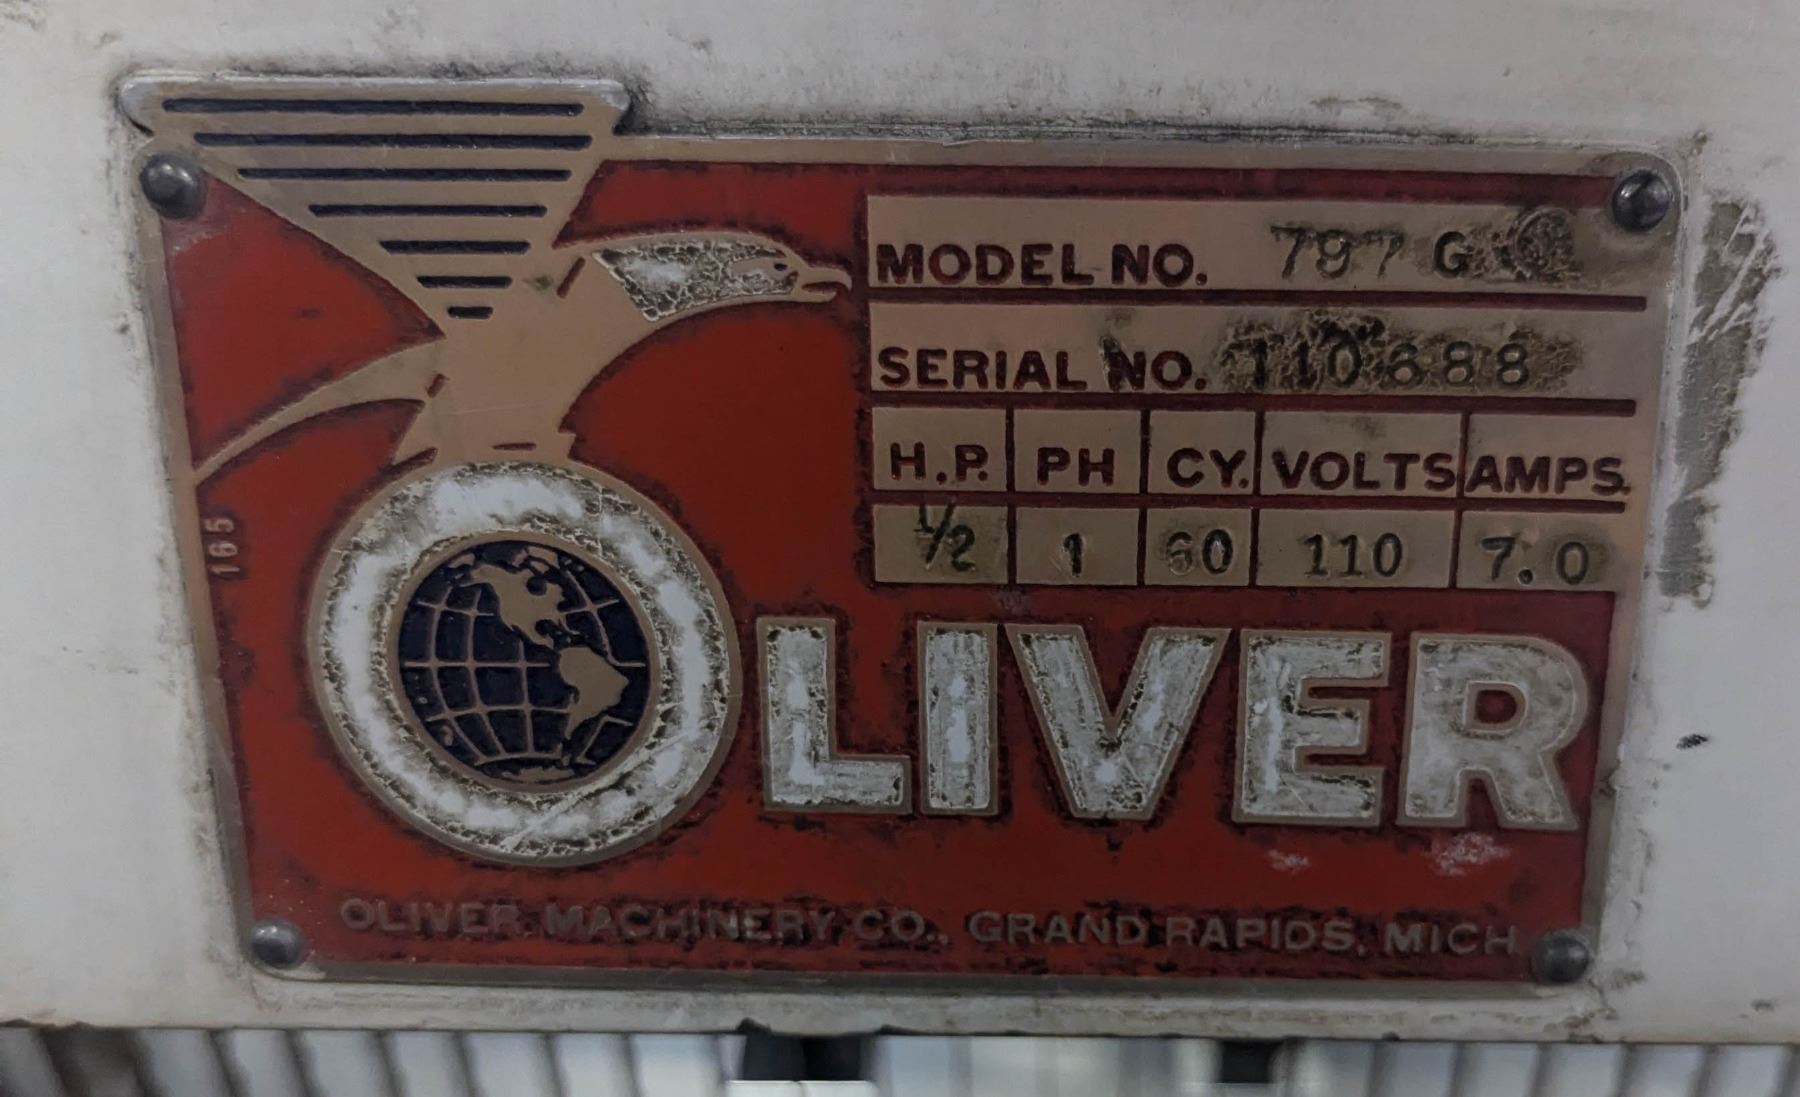 MODEL NO. 797 G
SERIAL NO. 110688
H.P. PH CY. VOLTS AMPS.
1/2 1 60 110 7.0
165
OLIVER
OLIVER MACHINERY CO., GRAND RAPIDS, MICH